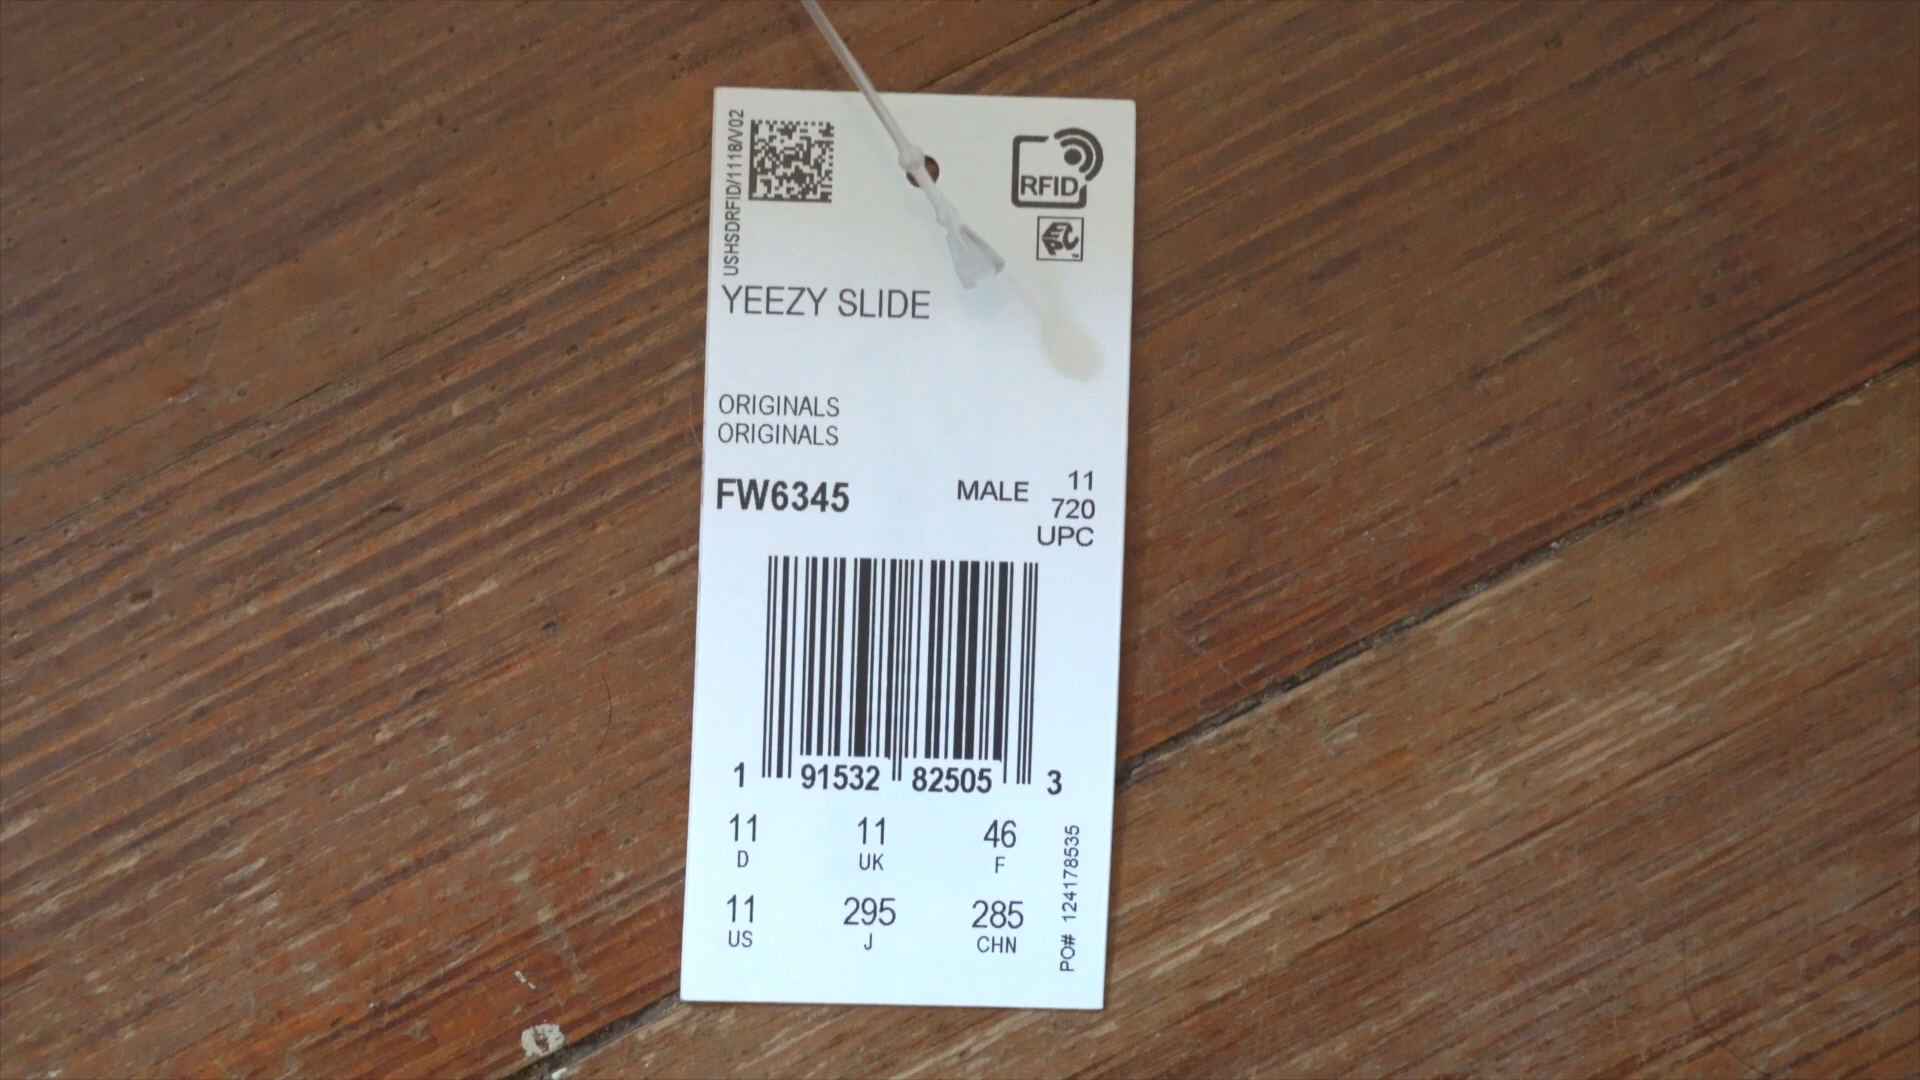 USHSDRFID/1118/V02
RFID
EPC
YEEZY SLIDE
ORIGINALS
ORIGINALS
FW6345
MALE 11
720
UPC
1 91532 82505 3
11 11 46
D UK F
11 295 285
US J CHN
PO# 124178535